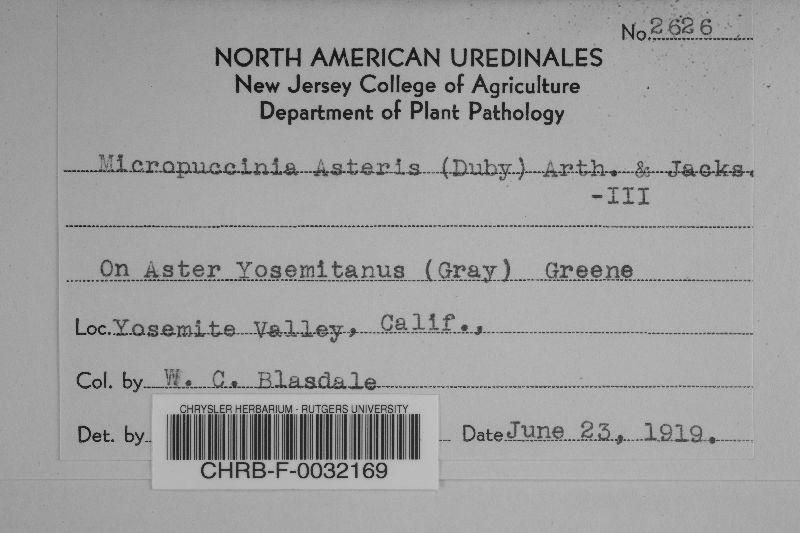 No. 2626
NORTH AMERICAN UREDINALES
New Jersey College of Agriculture
Department of Plant Pathology
Micropuccinia Asteris (Duby) Arth. & Jacks.
-III
On Aster Yosemitanus (Gray) Greene
Loc. Yosemite Valley, Calif.,
Col. by W. C. Blasdale
Det. by
Date June 23, 1919.
CHRYSLER HERBARIUM - RUTGERS UNIVERSITY
CHRB-F-0032169